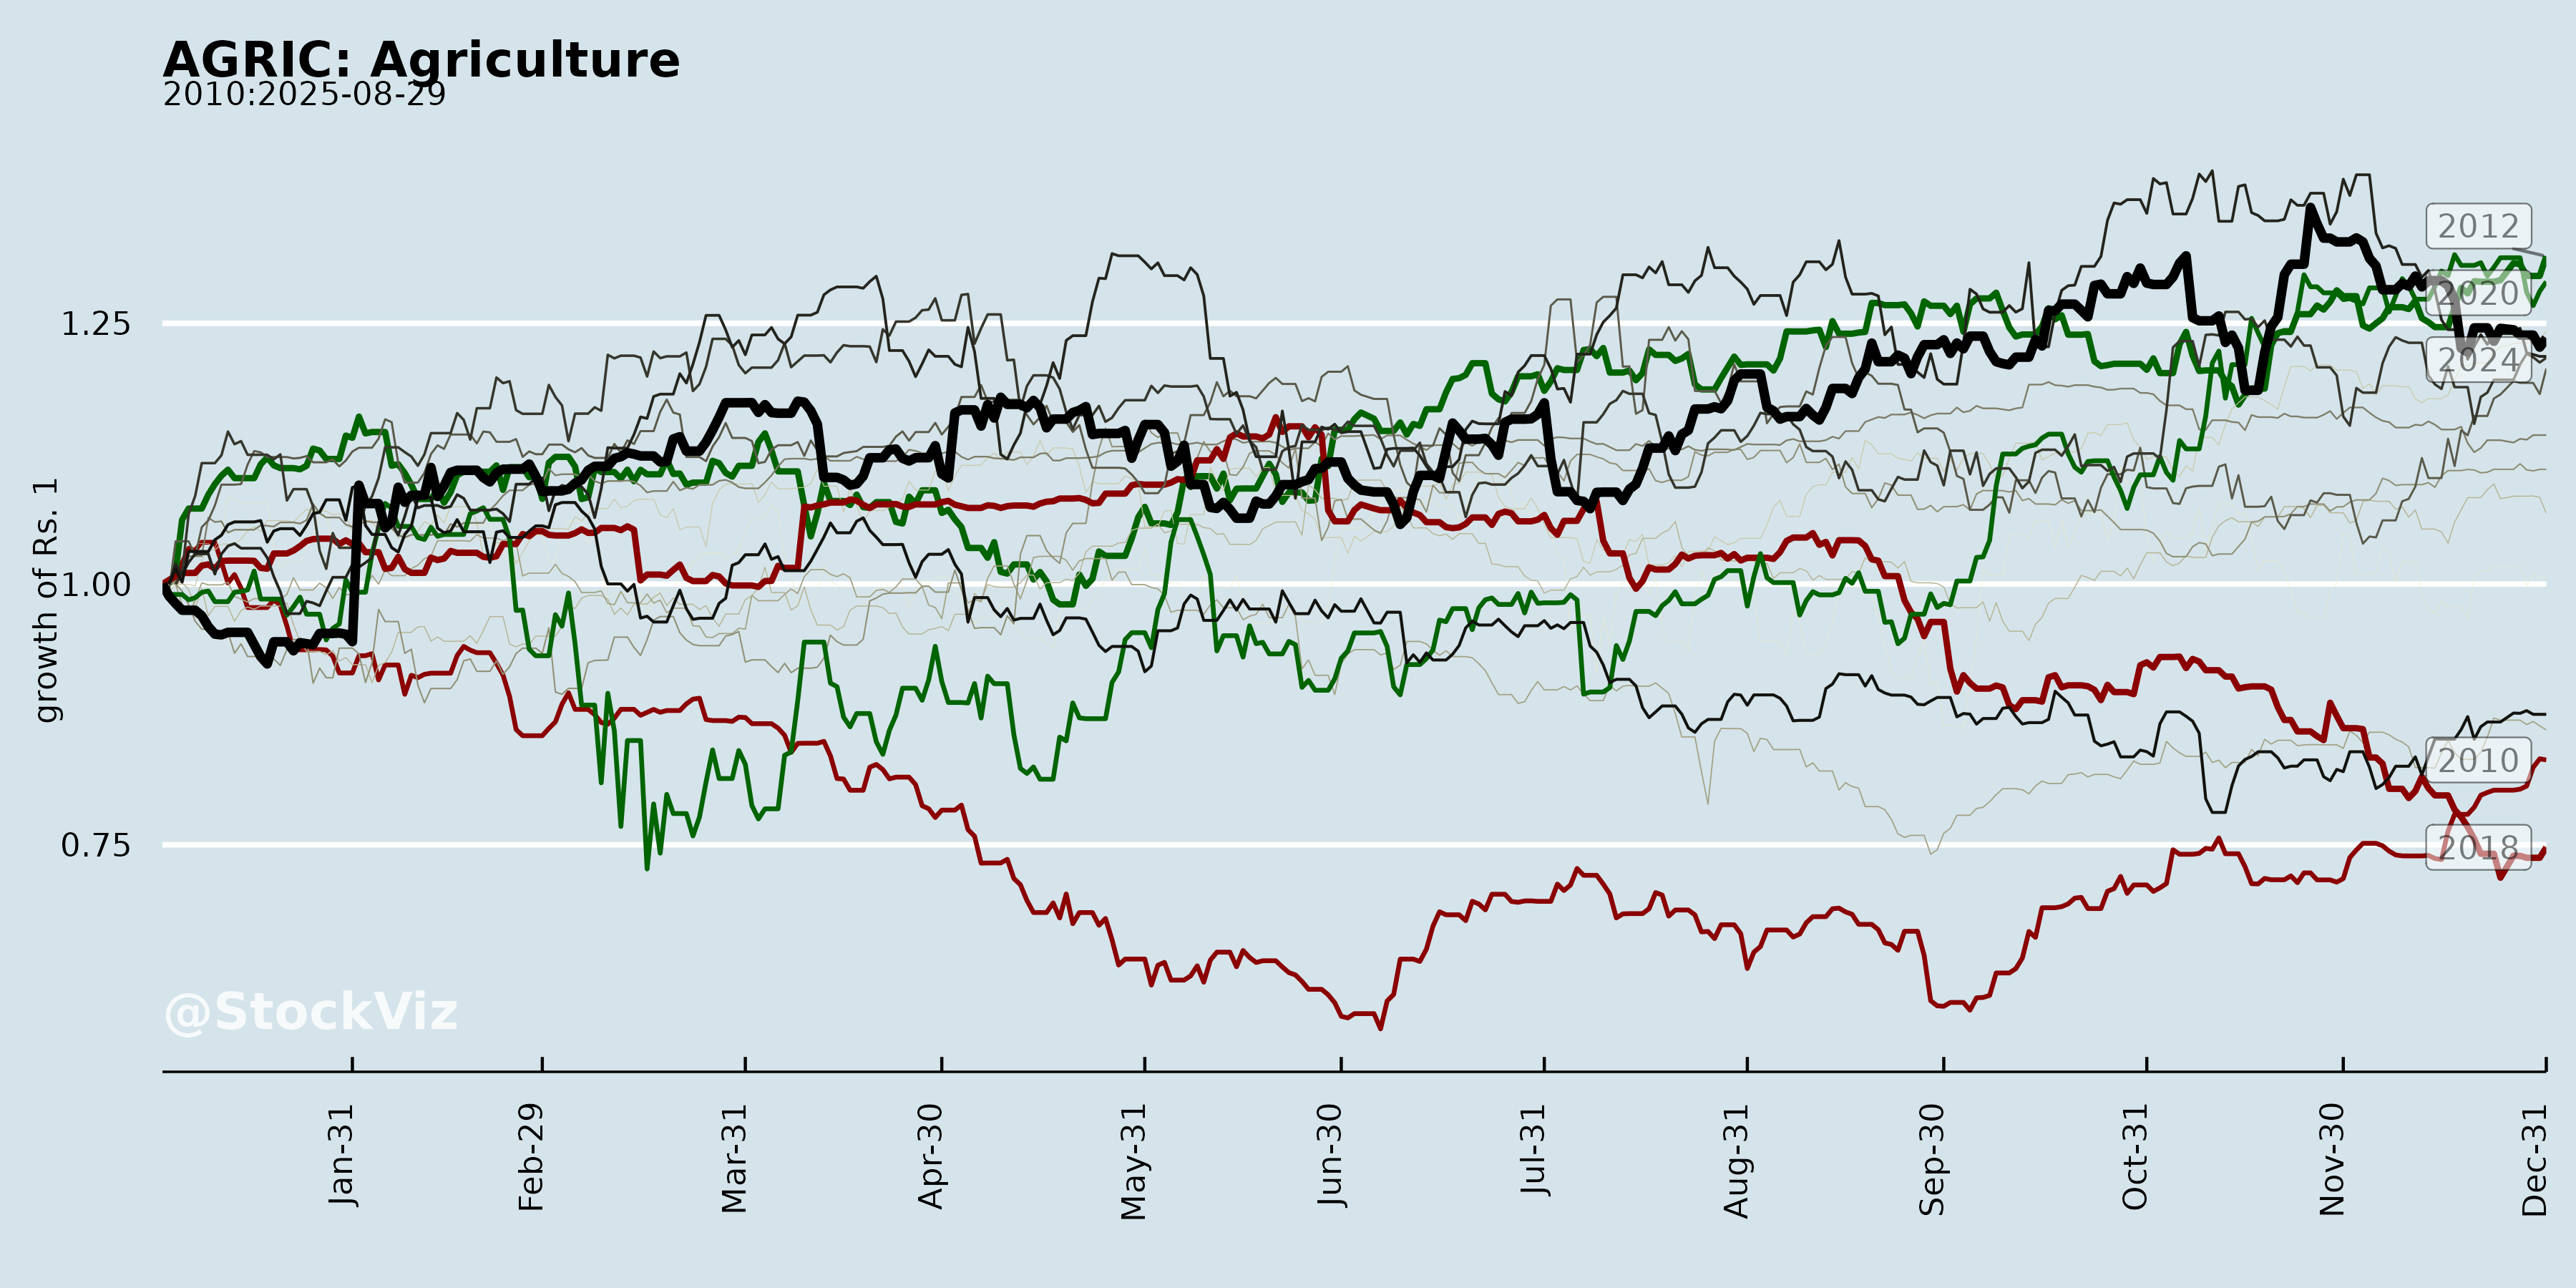 AGRIC: Agriculture
2010:2025-08-29
growth of Rs. 1
1.25
1.00
0.75
2012
2020
2024
2010
2018
@StockViz
Jan-31
Feb-29
Mar-31
Apr-30
May-31
Jun-30
Jul-31
Aug-31
Sep-30
Oct-31
Nov-30
Dec-31